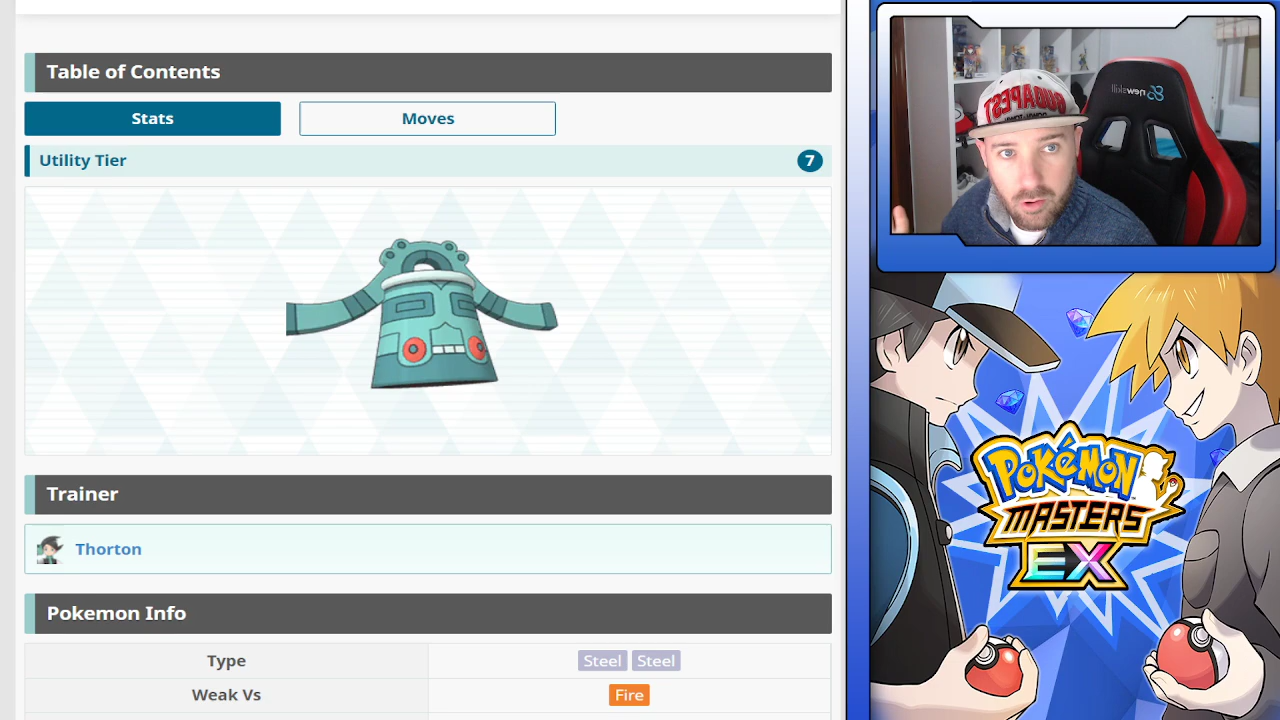 Table of Contents
Stats
Moves
Utility Tier
7
Trainer
Thorton
Pokemon Info
Type
Steel Steel
Weak Vs
Fire
BUDAPEST
newskill
POKéMON
MASTERS
EX